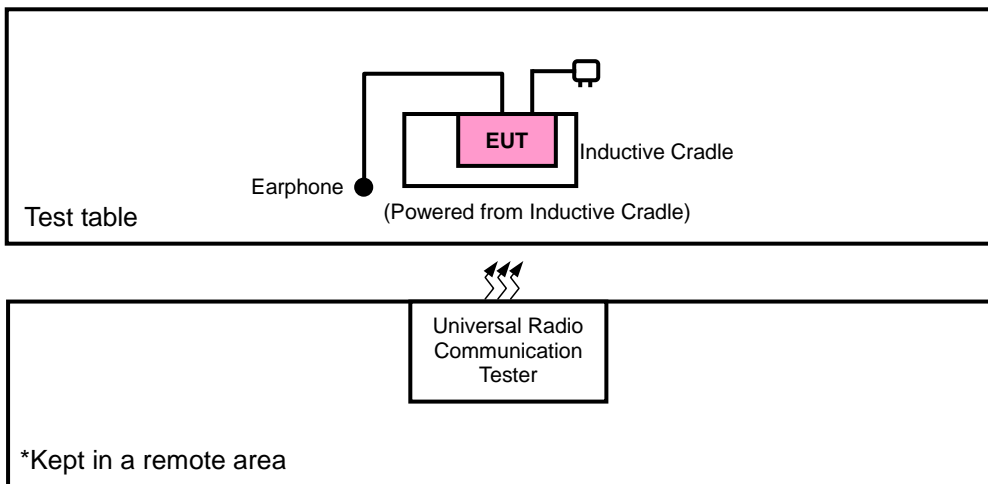 EUT
Inductive Cradle
Earphone
(Powered from Inductive Cradle)
Test table
Universal Radio
Communication
Tester
*Kept in a remote area